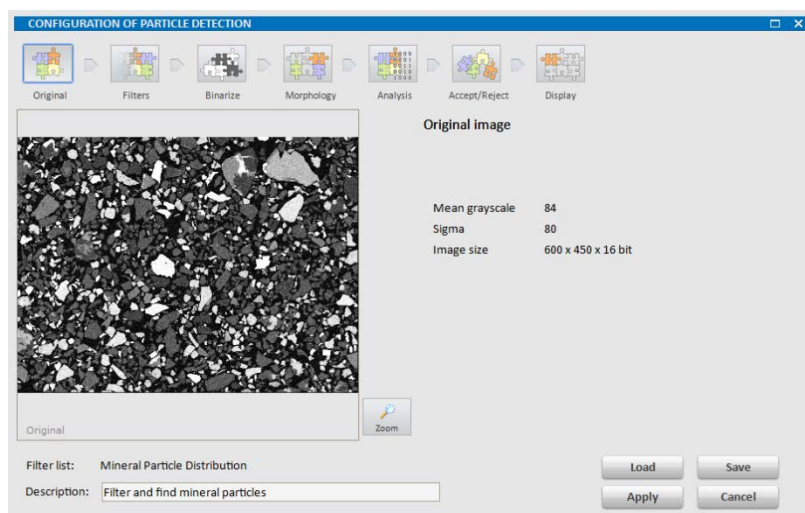 CONFIGURATION OF PARTICLE DETECTION
Original Filters Binarize Morphology Analysis Accept/Reject Display
Original image
Mean grayscale 84
Sigma 80
Image size 600 x 450 x 16 bit
Original
Zoom
Filter list: Mineral Particle Distribution
Load Save
Description: Filter and find mineral particles
Apply Cancel